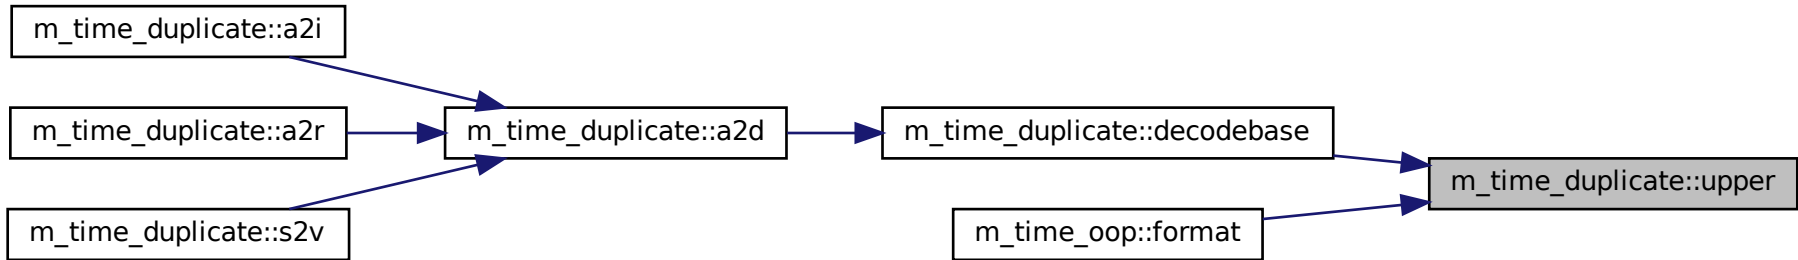 m_time_duplicate::a2i
m_time_duplicate::a2r
m_time_duplicate::a2d
m_time_duplicate::decodebase
m_time_duplicate::upper
m_time_duplicate::s2v
m_time_oop::format